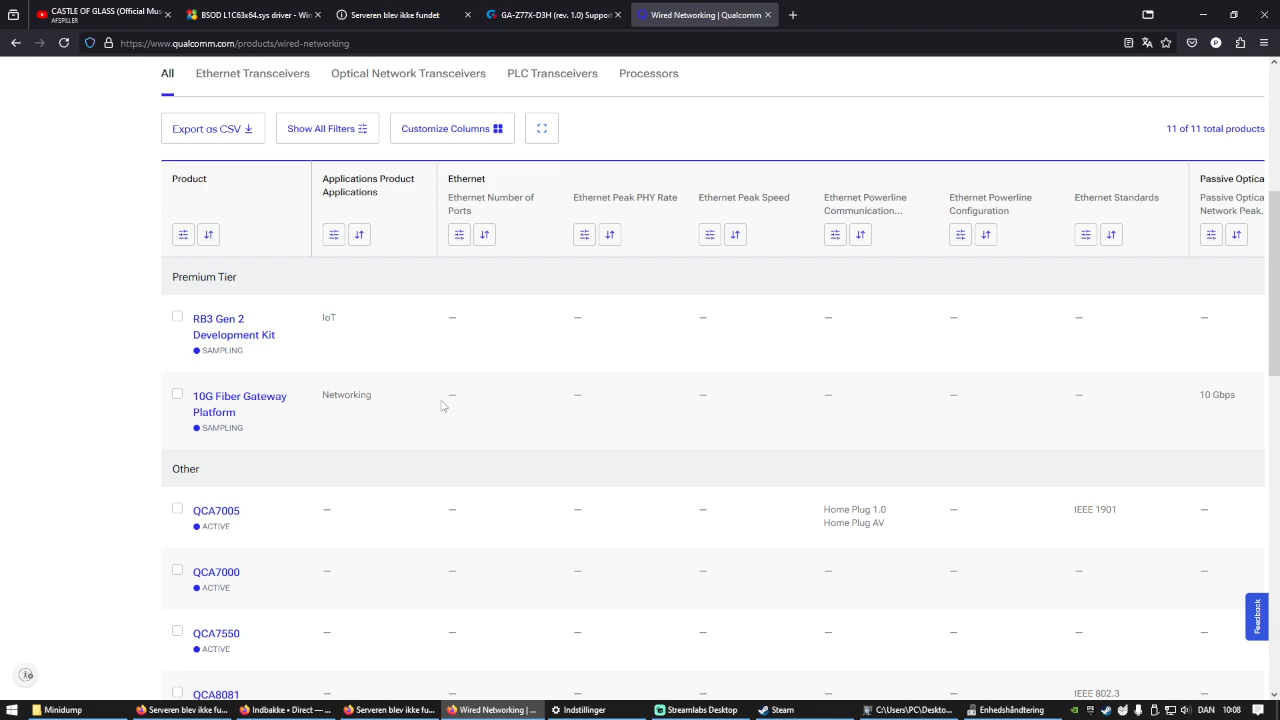 CASTLE OF GLASS (Official Mus
AFSPILLER
BSOD L1C63x64.sys driver - Win
Serveren blev ikke fundet
GA-Z77X-D3H (rev. 1.0) Support
Wired Networking | Qualcomm
https://www.qualcomm.com/products/wired-networking
All Ethernet Transceivers Optical Network Transceivers PLC Transceivers Processors
Export as CSV Show All Filters Customize Columns 11 of 11 total products
Product
Applications Product
Applications
Ethernet
Passive Optica
Ethernet Number of
Ports
Ethernet Peak PHY Rate
Ethernet Peak Speed
Ethernet Powerline
Communication...
Ethernet Powerline
Configuration
Ethernet Standards
Passive Optica
Network Peak.
Premium Tier
RB3 Gen 2
Development Kit
SAMPLING
IoT — — — — — — —
10G Fiber Gateway
Platform
SAMPLING
Networking — — — — — — 10 Gbps
Other
QCA7005
ACTIVE
— — — — Home Plug 1.0
Home Plug AV
— IEEE 1901 —
QCA7000
ACTIVE
— — — — — — — —
QCA7550
ACTIVE
— — — — — — — —
QCA8081 — — — — — — IEEE 802.3 —
Feedback
Minidump
Serveren blev ikke fu...
Indbakke • Direct — ...
Serveren blev ikke fu...
Wired Networking | ...
Indstillinger
Streamlabs Desktop
Steam
C:\Users\PC\Deskto...
Enhedshåndtering
DAN 10:08